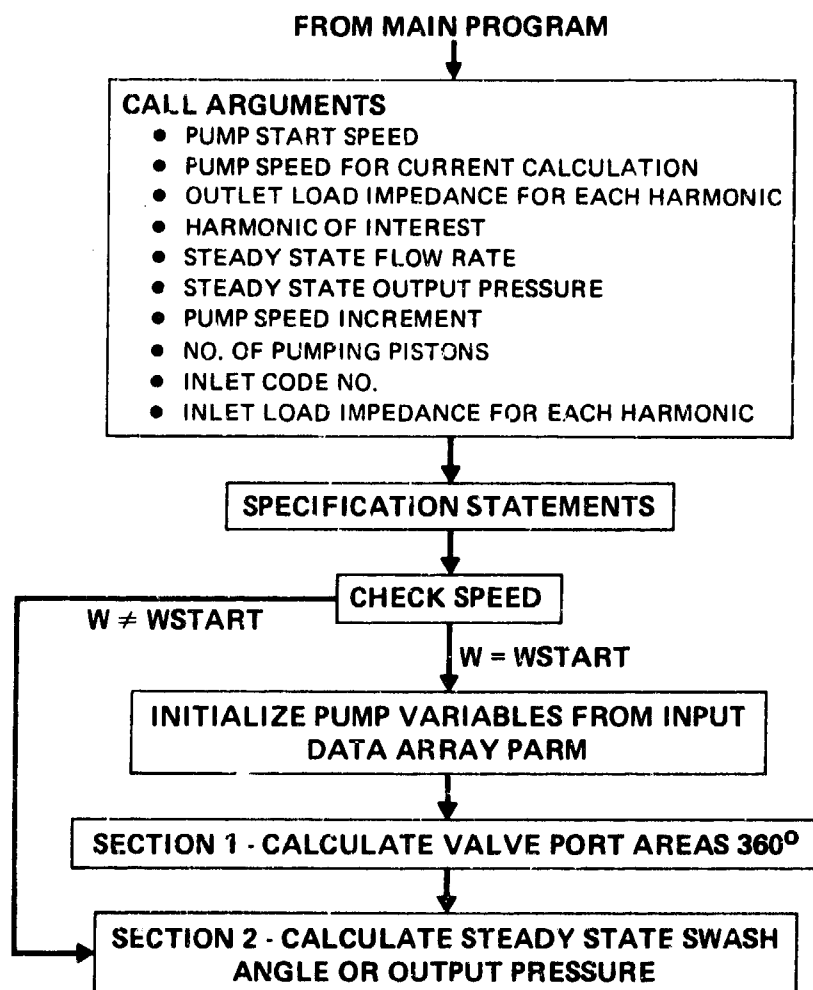 FROM MAIN PROGRAM
CALL ARGUMENTS
● PUMP START SPEED
● PUMP SPEED FOR CURRENT CALCULATION
● OUTLET LOAD IMPEDANCE FOR EACH HARMONIC
● HARMONIC OF INTEREST
● STEADY STATE FLOW RATE
● STEADY STATE OUTPUT PRESSURE
● PUMP SPEED INCREMENT
● NO. OF PUMPING PISTONS
● INLET CODE NO.
● INLET LOAD IMPEDANCE FOR EACH HARMONIC
SPECIFICATION STATEMENTS
CHECK SPEED
W ≠ WSTART
W = WSTART
INITIALIZE PUMP VARIABLES FROM INPUT
DATA ARRAY PARM
SECTION 1 - CALCULATE VALVE PORT AREAS 360°
SECTION 2 - CALCULATE STEADY STATE SWASH
ANGLE OR OUTPUT PRESSURE